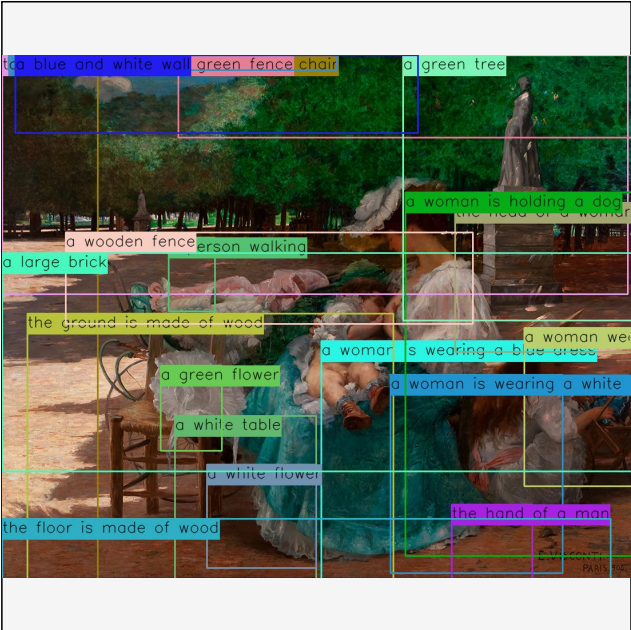 a blue and white wall green fence chair a green tree
a woman is holding a dog
the head of a woman
a wooden fence
person walking
a large brick
the ground is made of wood
a woman
a woman is wearing a blue dress
a green flower
a woman is wearing a white
a white table
a white flower
the hand of a man
the floor is made of wood
E. VISCONTI
PARIS